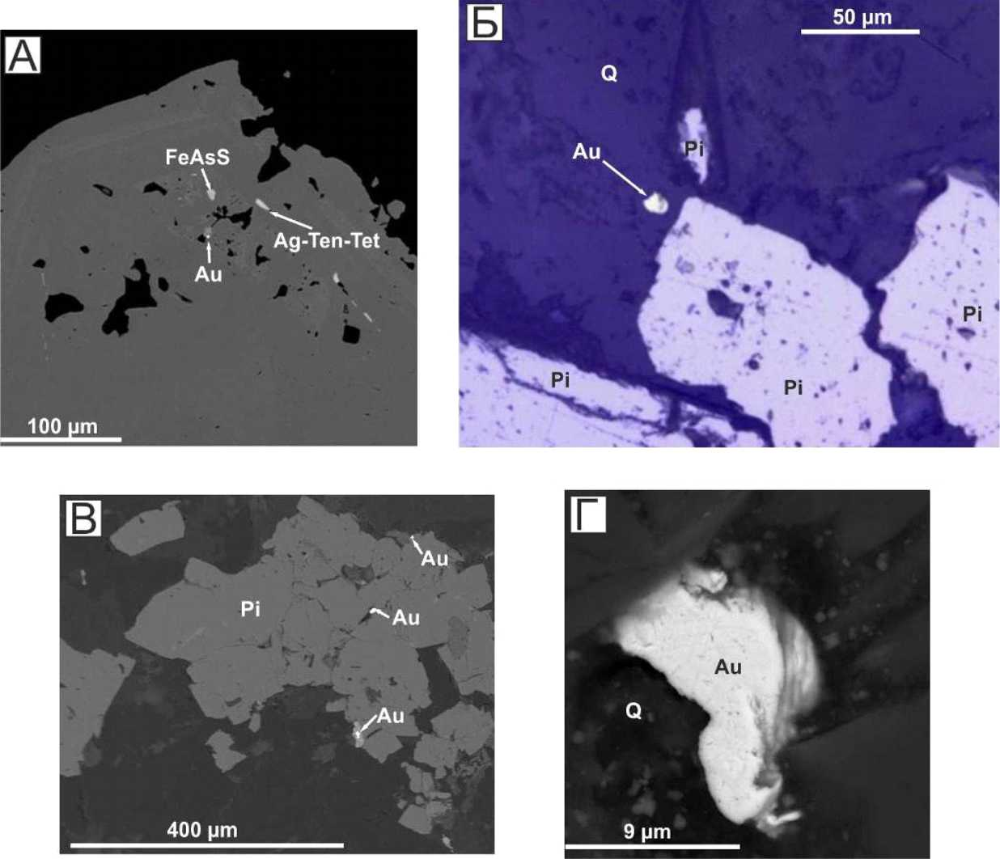 А
FeAsS
Ag-Ten-Tet
Au
100 µm
Б
50 µm
Q
Pi
Au
Pi
Pi
Pi
В
Au
Pi
Au
Au
400 µm
Г
Au
Q
9 µm